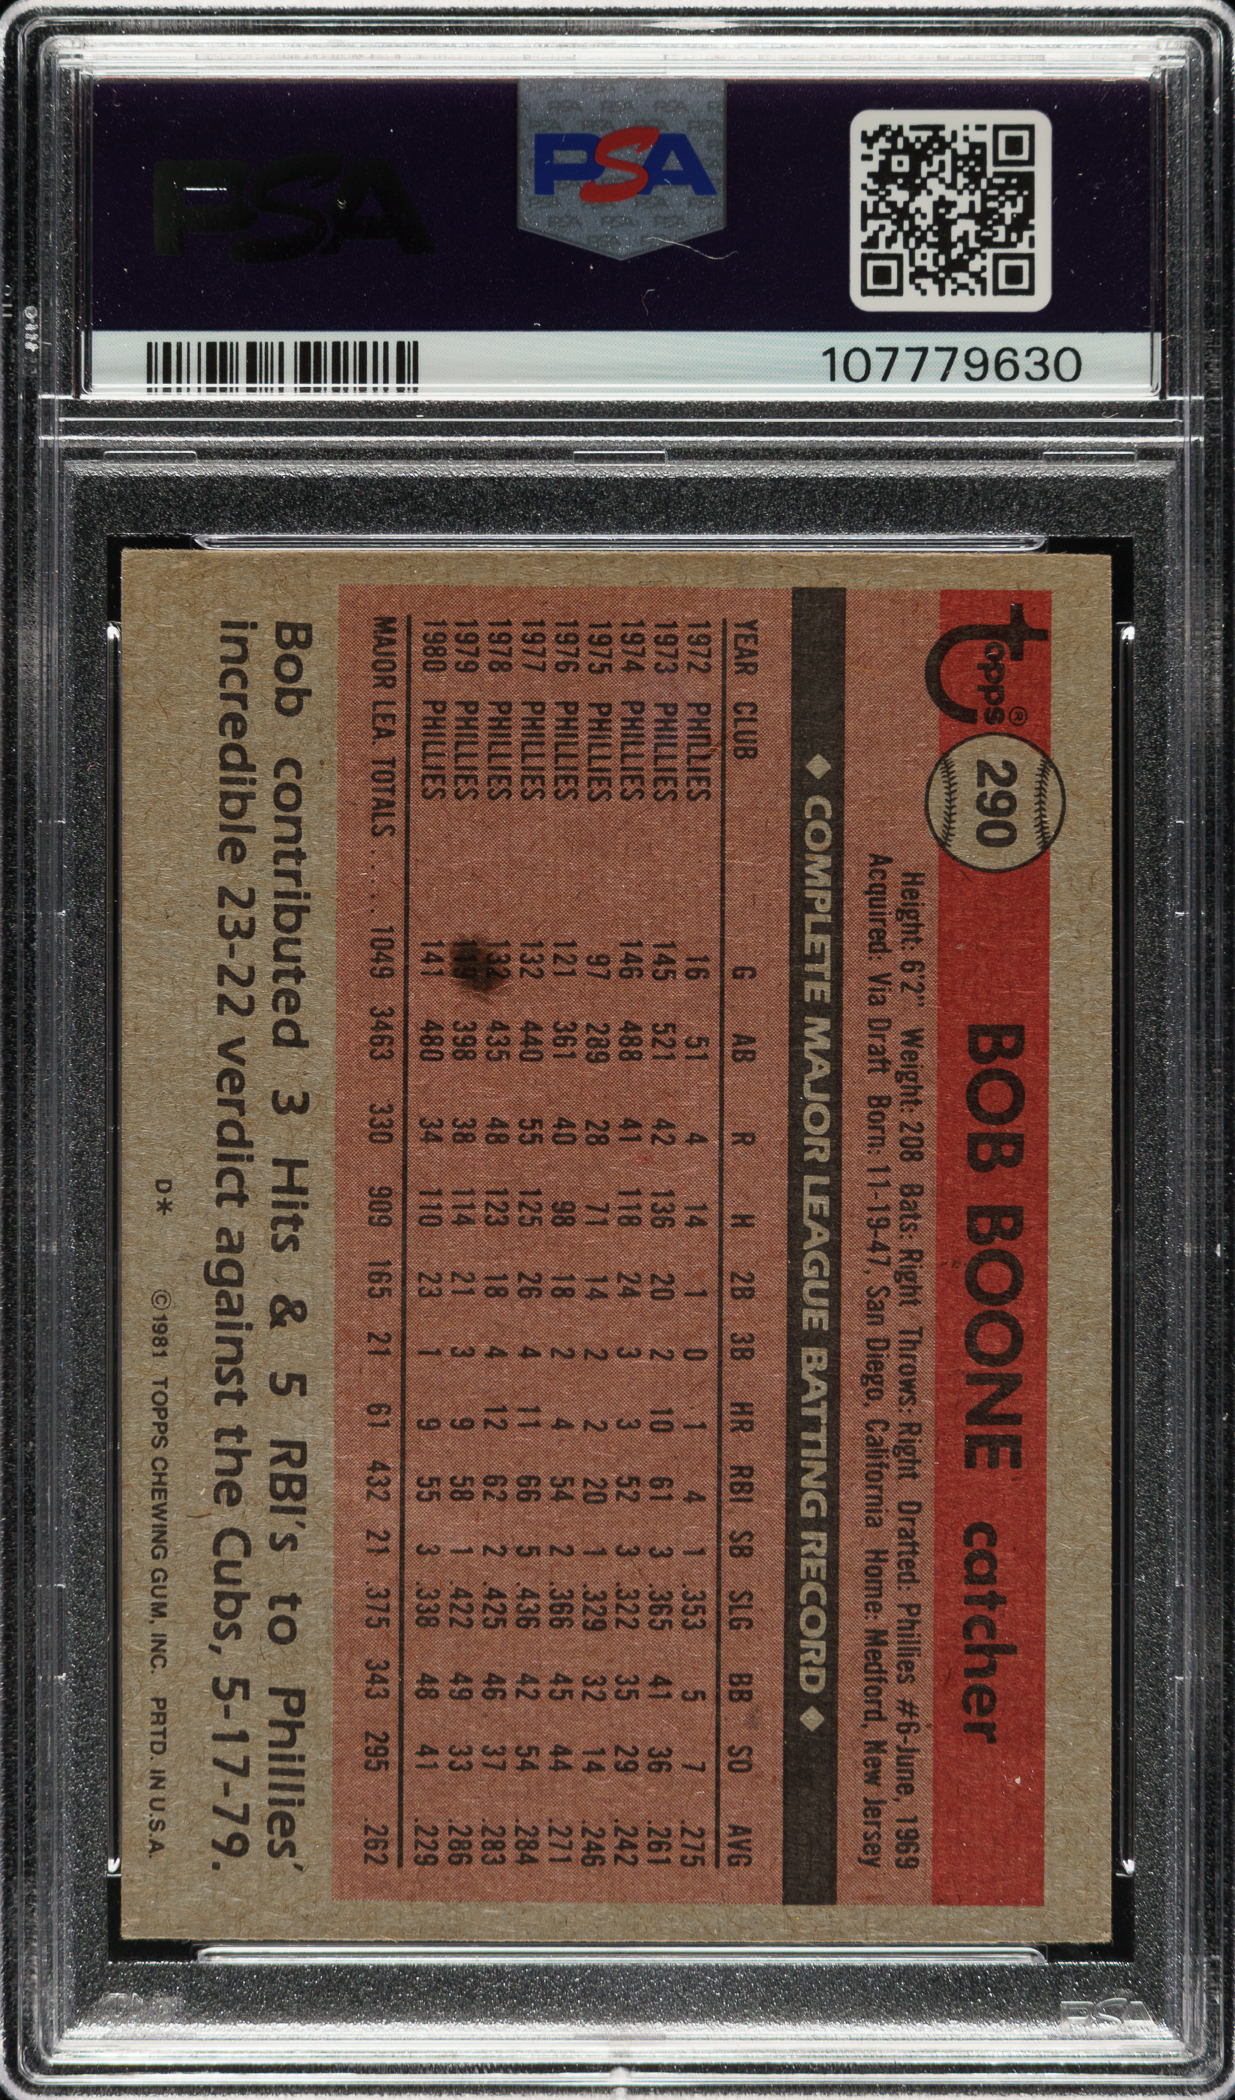 PSA
PSA
107779630
topps®
290
BOB BOONE catcher
Height: 6'2" Weight: 208 Bats: Right Throws: Right Drafted: Phillies #6-June, 1969
Acquired: Via Draft Born: 11-19-47, San Diego, California Home: Medford, New Jersey
◆ COMPLETE MAJOR LEAGUE BATTING RECORD ◆
YEAR CLUB G AB R H 2B 3B HR RBI SB SLG BB SO AVG
1972 PHILLIES 16 51 4 14 1 0 1 4 1 .353 5 7 .275
1973 PHILLIES 145 521 42 136 20 2 10 61 3 .365 41 36 .261
1974 PHILLIES 146 488 41 118 24 3 3 52 3 .322 35 29 .242
1975 PHILLIES 97 289 28 71 14 2 2 20 1 .329 32 14 .246
1976 PHILLIES 121 361 40 98 18 2 4 54 2 .366 45 44 .271
1977 PHILLIES 132 440 55 125 26 4 11 66 5 .436 42 54 .284
1978 PHILLIES 132 435 48 123 18 4 12 62 2 .425 46 37 .283
1979 PHILLIES 119 398 38 114 21 3 9 58 1 .422 49 33 .286
1980 PHILLIES 141 480 34 110 23 1 9 55 3 .338 48 41 .229
MAJOR LEA. TOTALS ..... 1049 3463 330 909 165 21 61 432 21 .375 343 295 .262
Bob contributed 3 Hits & 5 RBI's to Phillies'
incredible 23-22 verdict against the Cubs, 5-17-79.
D* ©1981 TOPPS CHEWING GUM, INC. PRTD. IN U.S.A.
PSA